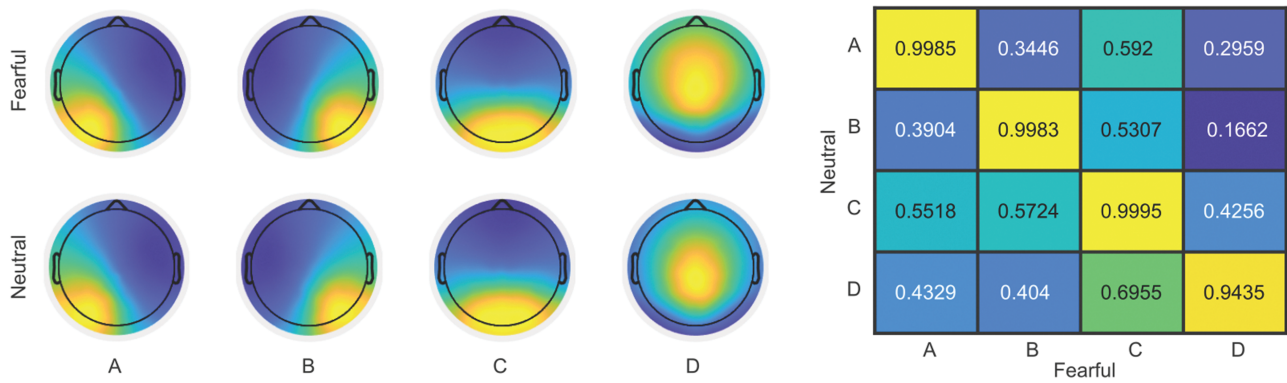 Fearful
Neutral
A B C D
Neutral
A 0.9985 0.3446 0.592 0.2959
B 0.3904 0.9983 0.5307 0.1662
C 0.5518 0.5724 0.9995 0.4256
D 0.4329 0.404 0.6955 0.9435
A B C D
Fearful